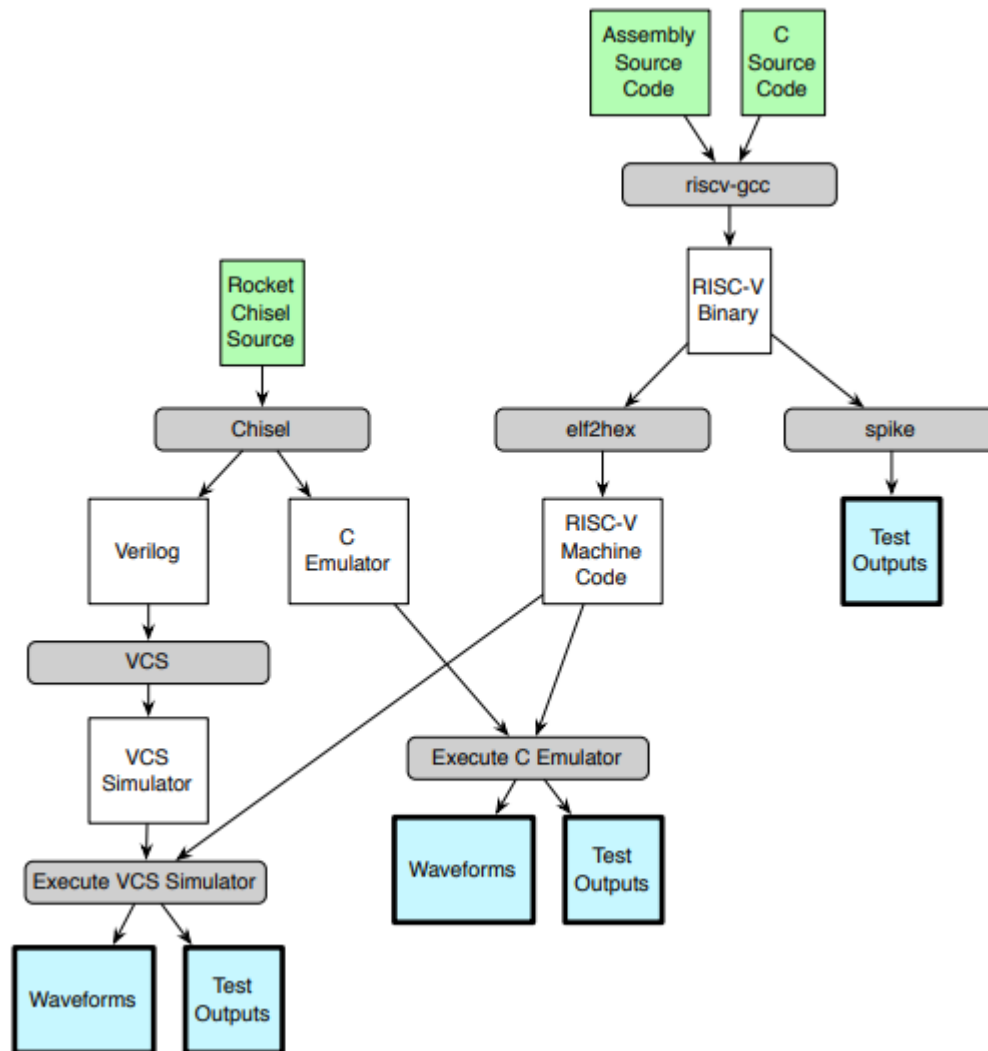 Assembly
Source
Code
C
Source
Code
riscv-gcc
RISC-V
Binary
Rocket
Chisel
Source
Chisel
elf2hex
spike
Verilog
C
Emulator
RISC-V
Machine
Code
Test
Outputs
VCS
VCS
Simulator
Execute C Emulator
Waveforms
Test
Outputs
Execute VCS Simulator
Waveforms
Test
Outputs